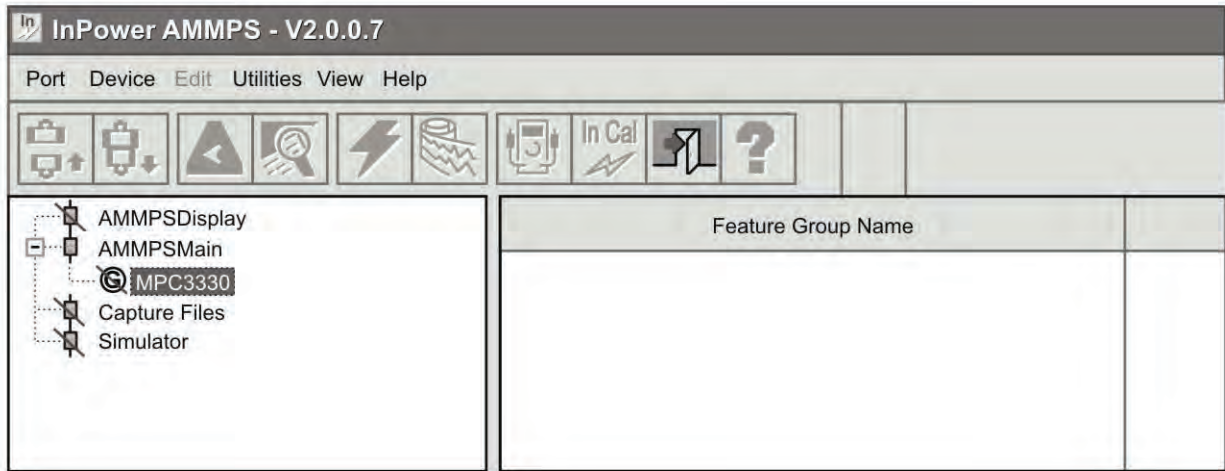 InPower AMMPS - V2.0.0.7
Port Device Edit Utilities View Help
In Cal
?
AMMPSDisplay
Feature Group Name
AMMPSMain
MPC3330
Capture Files
Simulator